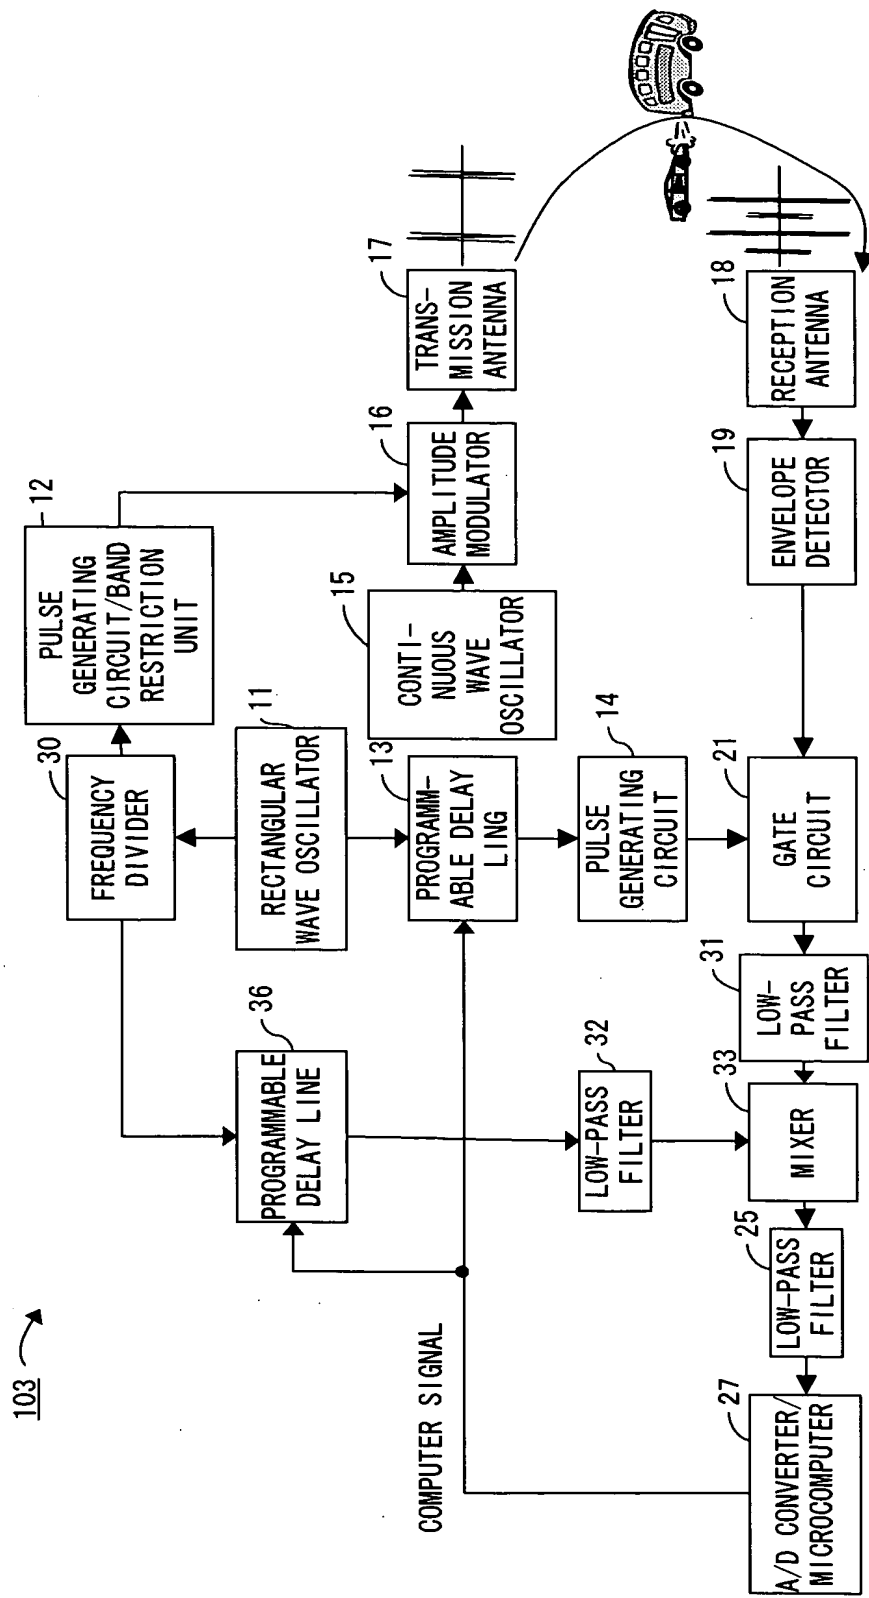 103
12
PULSE
GENERATING
CIRCUIT/BAND
RESTRICTION
UNIT
30
FREQUENCY
DIVIDER
11
RECTANGULAR
WAVE OSCILLATOR
36
PROGRAMMABLE
DELAY LINE
15
CONTI-
NUOUS
WAVE
OSCILLATOR
16
AMPLITUDE
MODULATOR
17
TRANS-
MISSION
ANTENNA
13
PROGRAMM-
ABLE DELAY
LING
COMPUTER SIGNAL
14
PULSE
GENERATING
CIRCUIT
32
LOW-PASS
FILTER
18
RECEPTION
ANTENNA
19
ENVELOPE
DETECTOR
21
GATE
CIRCUIT
31
LOW-
PASS
FILTER
33
MIXER
25
LOW-PASS
FILTER
27
A/D CONVERTER/
MICROCOMPUTER